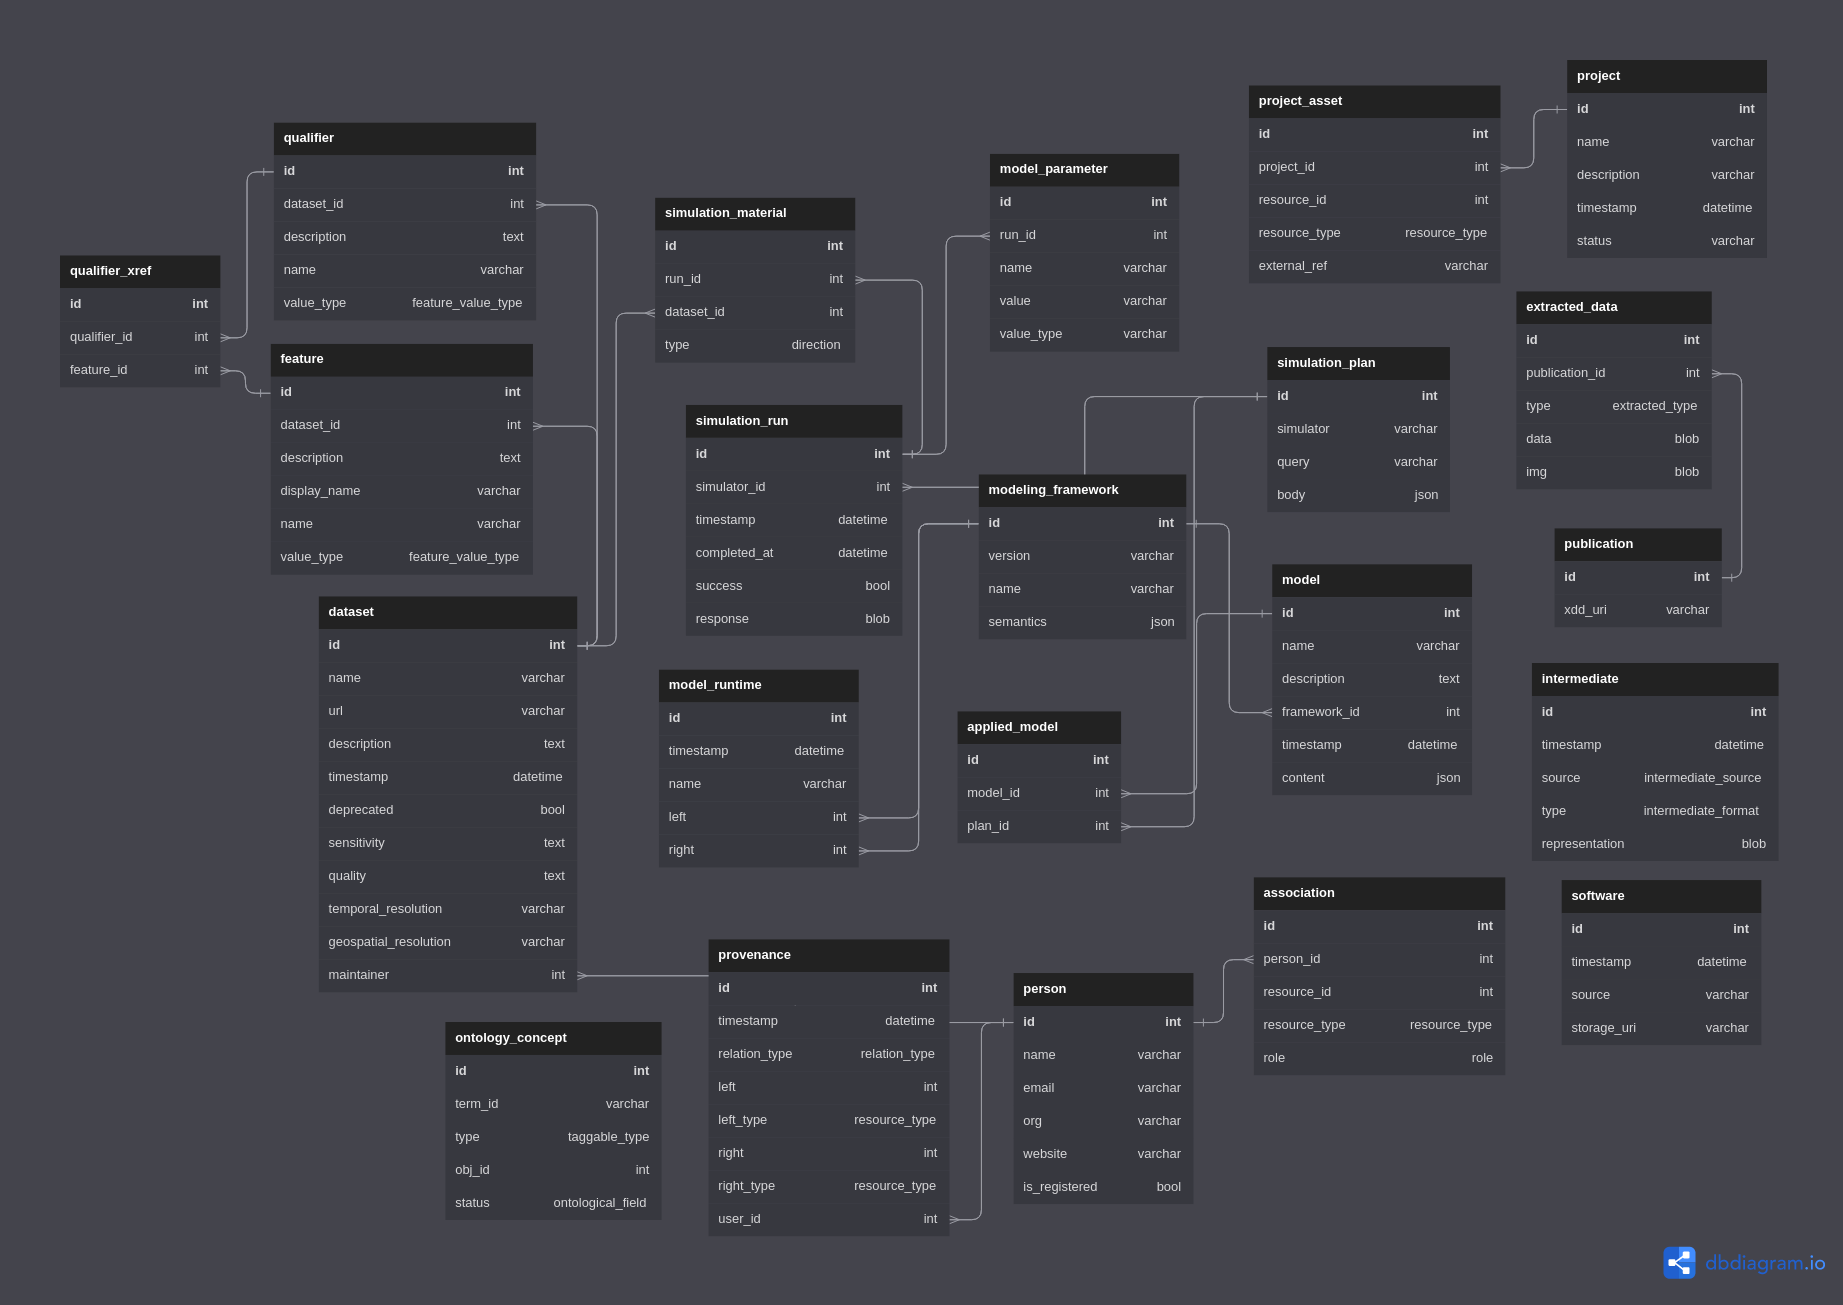 project
id int
name varchar
description varchar
timestamp datetime
status varchar
project_asset
id int
project_id int
resource_id int
resource_type resource_type
external_ref varchar
qualifier
id int
dataset_id int
description text
name varchar
value_type feature_value_type
model_parameter
id int
run_id int
name varchar
value varchar
value_type varchar
simulation_material
id int
run_id int
dataset_id int
type direction
qualifier_xref
id int
qualifier_id int
feature_id int
extracted_data
id int
publication_id int
type extracted_type
data blob
img blob
feature
id int
dataset_id int
description text
display_name varchar
name varchar
value_type feature_value_type
simulation_plan
id int
simulator varchar
query varchar
body json
simulation_run
id int
simulator_id int
timestamp datetime
completed_at datetime
success bool
response blob
modeling_framework
id int
version varchar
name varchar
semantics json
publication
id int
xdd_uri varchar
model
id int
name varchar
description text
framework_id int
timestamp datetime
content json
dataset
id int
name varchar
url varchar
description text
timestamp datetime
deprecated bool
sensitivity text
quality text
temporal_resolution varchar
geospatial_resolution varchar
maintainer int
model_runtime
id int
timestamp datetime
name varchar
left int
right int
applied_model
id int
model_id int
plan_id int
intermediate
id int
timestamp datetime
source intermediate_source
type intermediate_format
representation blob
association
id int
person_id int
resource_id int
resource_type resource_type
role role
software
id int
timestamp datetime
source varchar
storage_uri varchar
provenance
id int
timestamp datetime
relation_type relation_type
left int
left_type resource_type
right int
right_type resource_type
user_id int
person
id int
name varchar
email varchar
org varchar
website varchar
is_registered bool
ontology_concept
id int
term_id varchar
type taggable_type
obj_id int
status ontological_field
dbdiagram.io